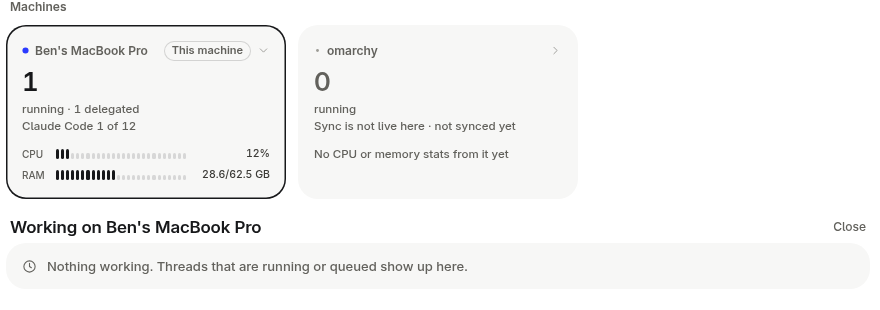 Machines
Ben's MacBook Pro
This machine
1
running · 1 delegated
Claude Code 1 of 12
CPU
12%
RAM
28.6/62.5 GB
omarchy
0
running
Sync is not live here · not synced yet
No CPU or memory stats from it yet
Working on Ben's MacBook Pro
Close
Nothing working. Threads that are running or queued show up here.